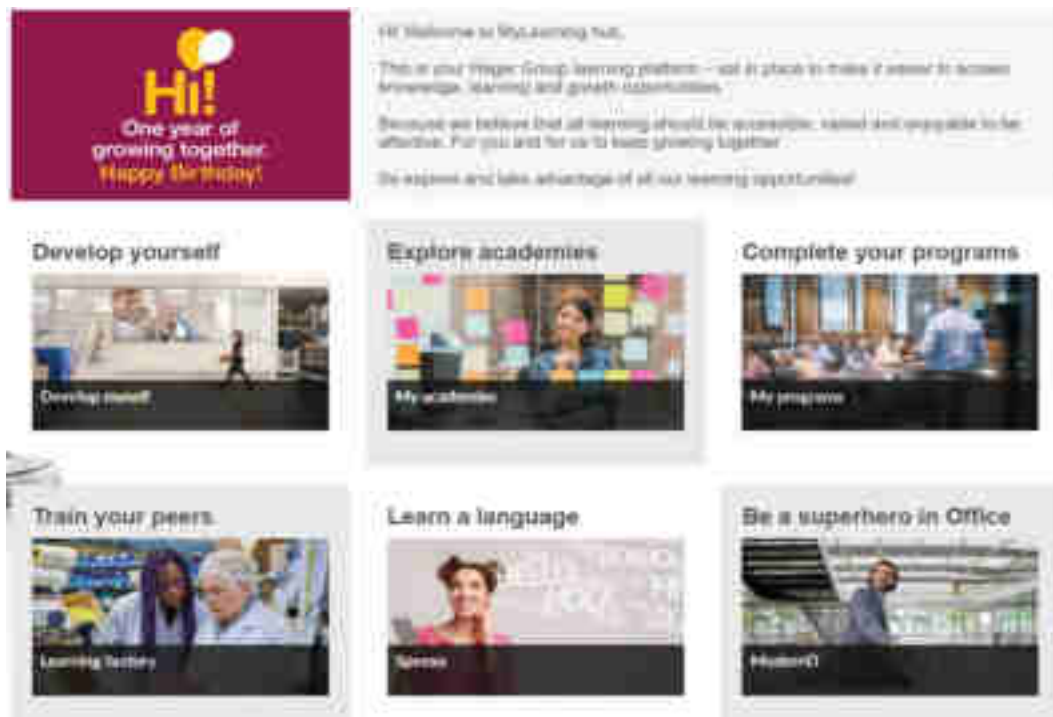 Hi!
One year of
growing together.
Happy Birthday!
Hi! Welcome to MyLearning hub,
This is your Hager Group learning platform – set in place to make it easier to access
knowledge, learning and growth opportunities.
Because we believe that all learning should be accessible, varied and enjoyable to be
effective. For you and for us to keep growing together.
So explore and take advantage of all our learning opportunities!
Develop yourself
Explore academies
Complete your programs
Develop myself
My academies
My programs
Train your peers
Learn a language
Be a superhero in Office
Learning factory
Speexx